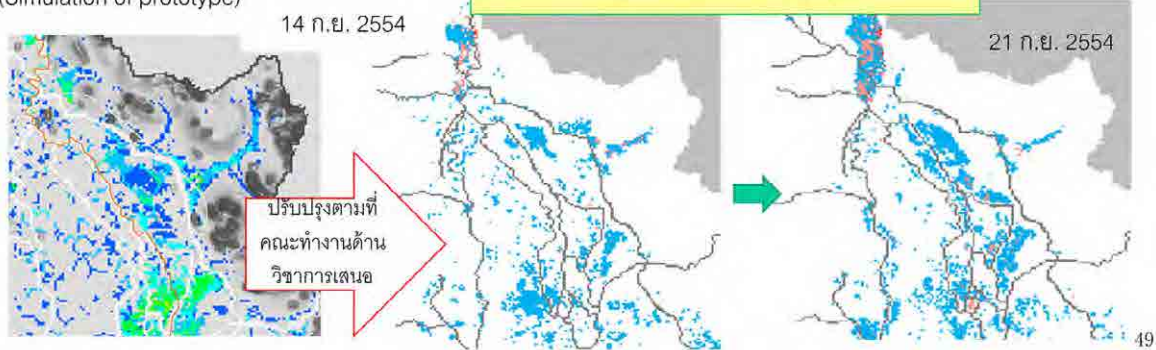 (Simulation of prototype)
14 ก.ย. 2554
21 ก.ย. 2554
ปรับปรุงตามที่
คณะทำงานด้าน
วิชาการเสนอ
49